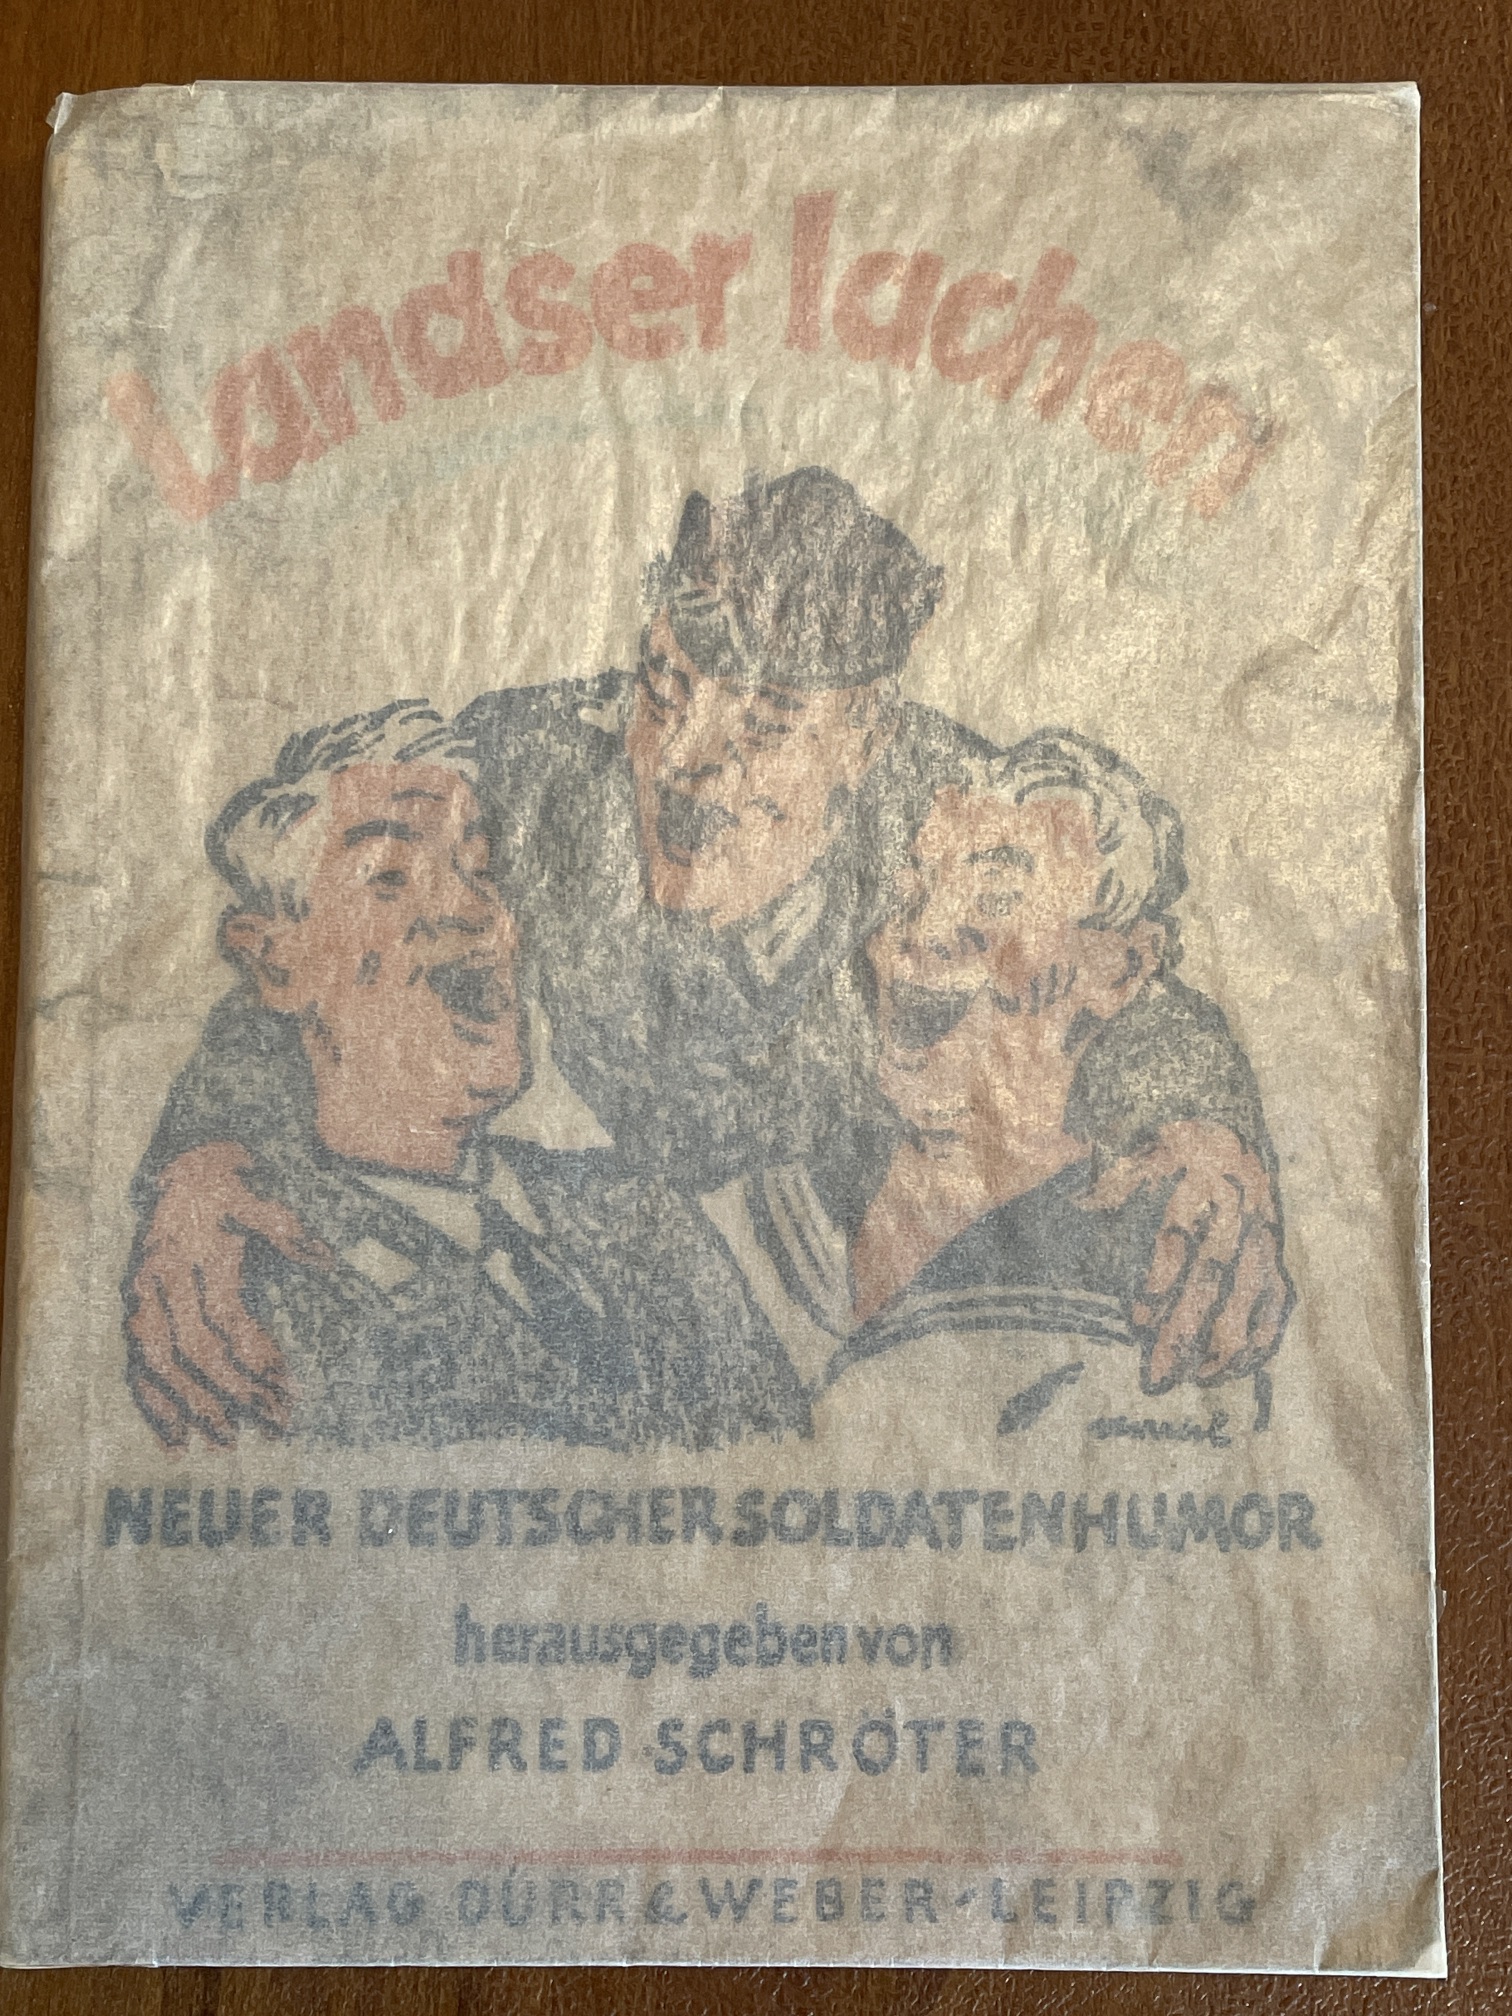 Landser lachen
NEUER DEUTSCHER SOLDATENHUMOR
herausgegeben von
ALFRED SCHRÖTER
VERLAG DÜRR & WEBER - LEIPZIG